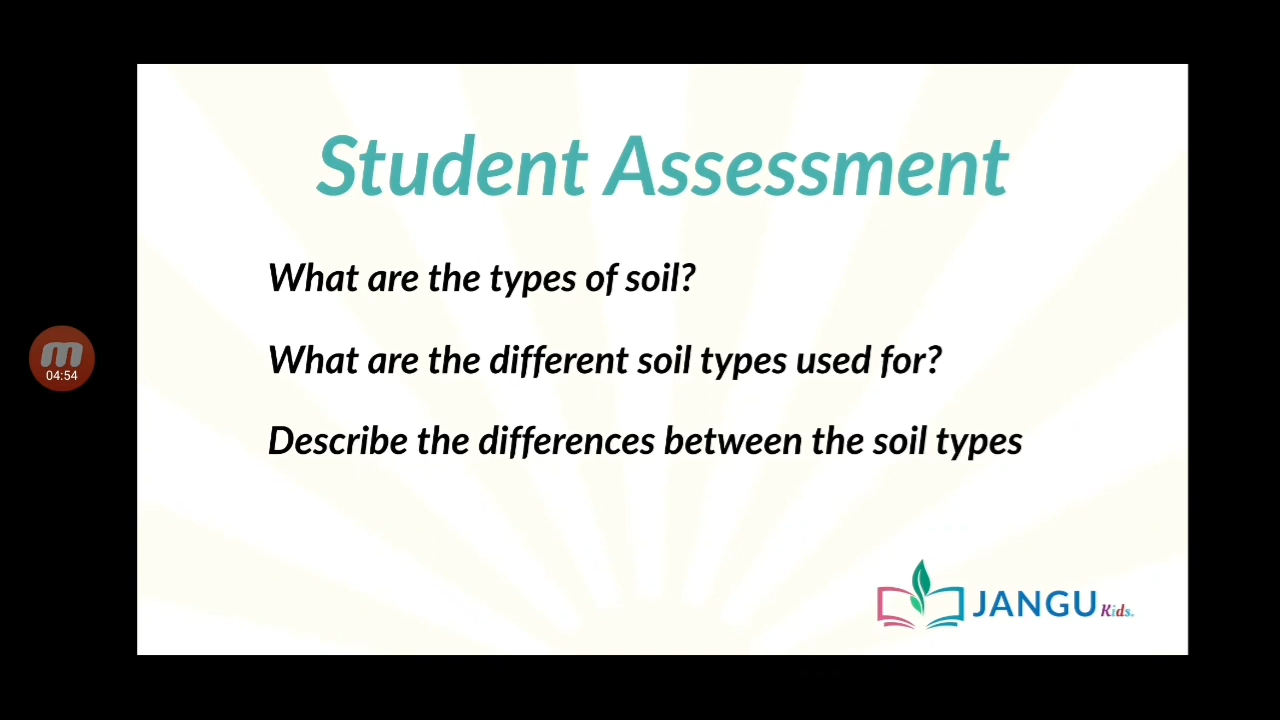 Student Assessment
What are the types of soil?
What are the different soil types used for?
04:54
Describe the differences between the soil types
JANGU Kids.